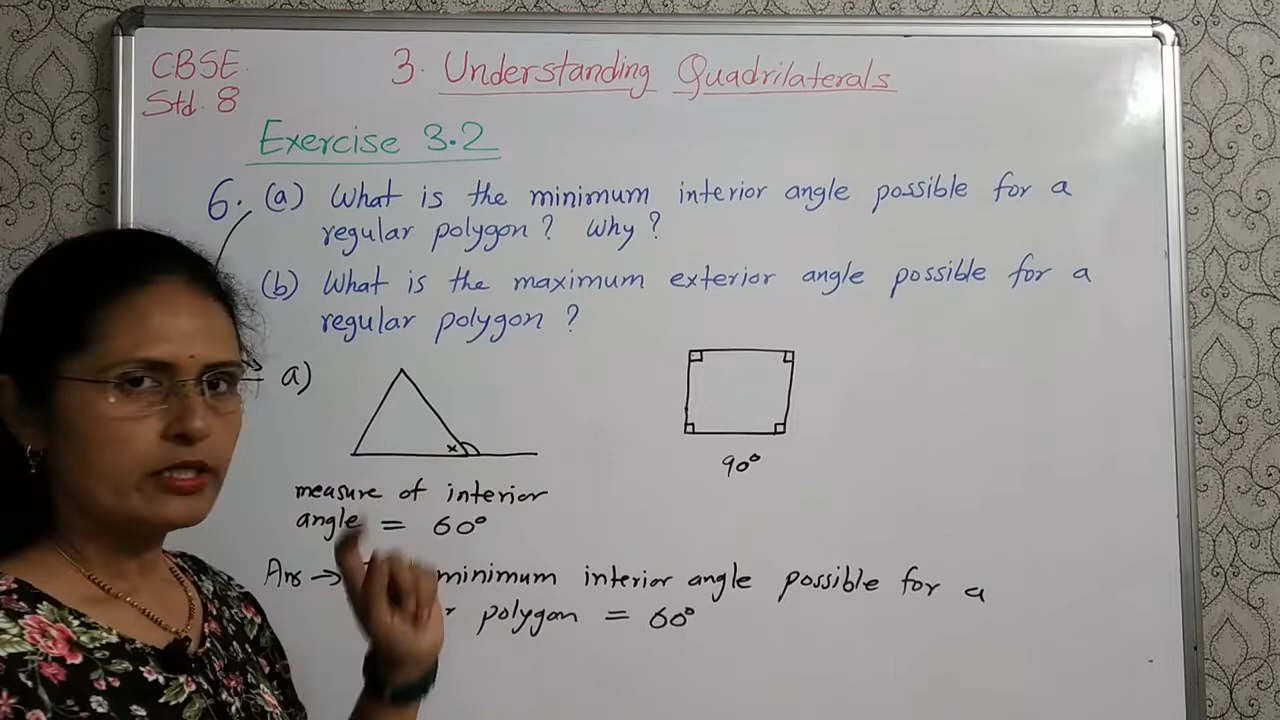 CBSE
Std. 8
3. Understanding Quadrilaterals
Exercise 3.2
6. (a) What is the minimum interior angle possible for a
regular polygon? Why?
(b) What is the maximum exterior angle possible for a
regular polygon?
→ a)
x
90°
measure of interior
angle = 60°
Ans → minimum interior angle possible for a
polygon = 60°